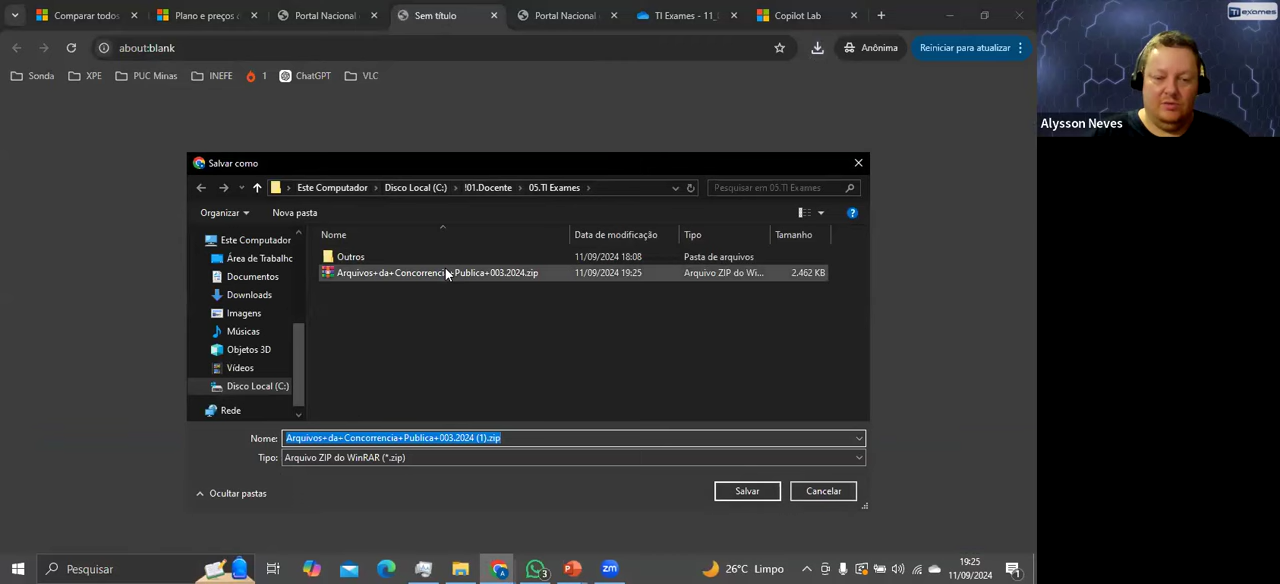 Comparar todos
Plano e preços c
Portal Nacional
Sem título
Portal Nacional
TI Exames - 11_
Copilot Lab
about:blank
Anônima
Reiniciar para atualizar
Sonda
XPE
PUC Minas
INEFE
1
ChatGPT
VLC
TI exames
Alysson Neves
Salvar como
Este Computador
Disco Local (C:)
!01.Docente
05.TI Exames
Pesquisar em 05.TI Exames
Organizar
Nova pasta
Nome
Data de modificação
Tipo
Tamanho
Este Computador
Área de Trabalho
Documentos
Downloads
Imagens
Músicas
Objetos 3D
Vídeos
Disco Local (C:)
Rede
Outros
11/09/2024 18:08
Pasta de arquivos
Arquivos+da+Concorrencia+Publica+003.2024.zip
11/09/2024 19:25
Arquivo ZIP do Wi...
2.462 KB
Nome:
Arquivos+da+Concorrencia+Publica+003.2024 (1).zip
Tipo:
Arquivo ZIP do WinRAR (*.zip)
Ocultar pastas
Salvar
Cancelar
Pesquisar
3
zm
26°C Limpo
19:25
11/09/2024
1